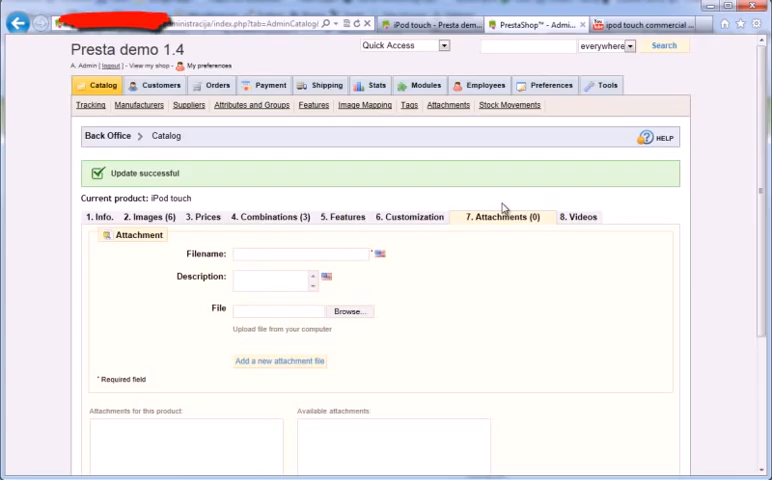 ministracija/index.php?tab=AdminCatalog/
iPod touch - Presta dem...
PrestaShop™ - Admi...
ipod touch commercial ...
Presta demo 1.4
Quick Access
everywhere
Search
A. Admin [logout] - View my shop - My preferences
Catalog Customers Orders Payment Shipping Stats Modules Employees Preferences Tools
Tracking Manufacturers Suppliers Attributes and Groups Features Image Mapping Tags Attachments Stock Movements
Back Office > Catalog
HELP
Update successful
Current product: iPod touch
1. Info. 2. Images (6) 3. Prices 4. Combinations (3) 5. Features 6. Customization 7. Attachments (0) 8. Videos
Attachment
Filename: *
Description:
File Browse...
Upload file from your computer
Add a new attachment file
* Required field
Attachments for this product: Available attachments: